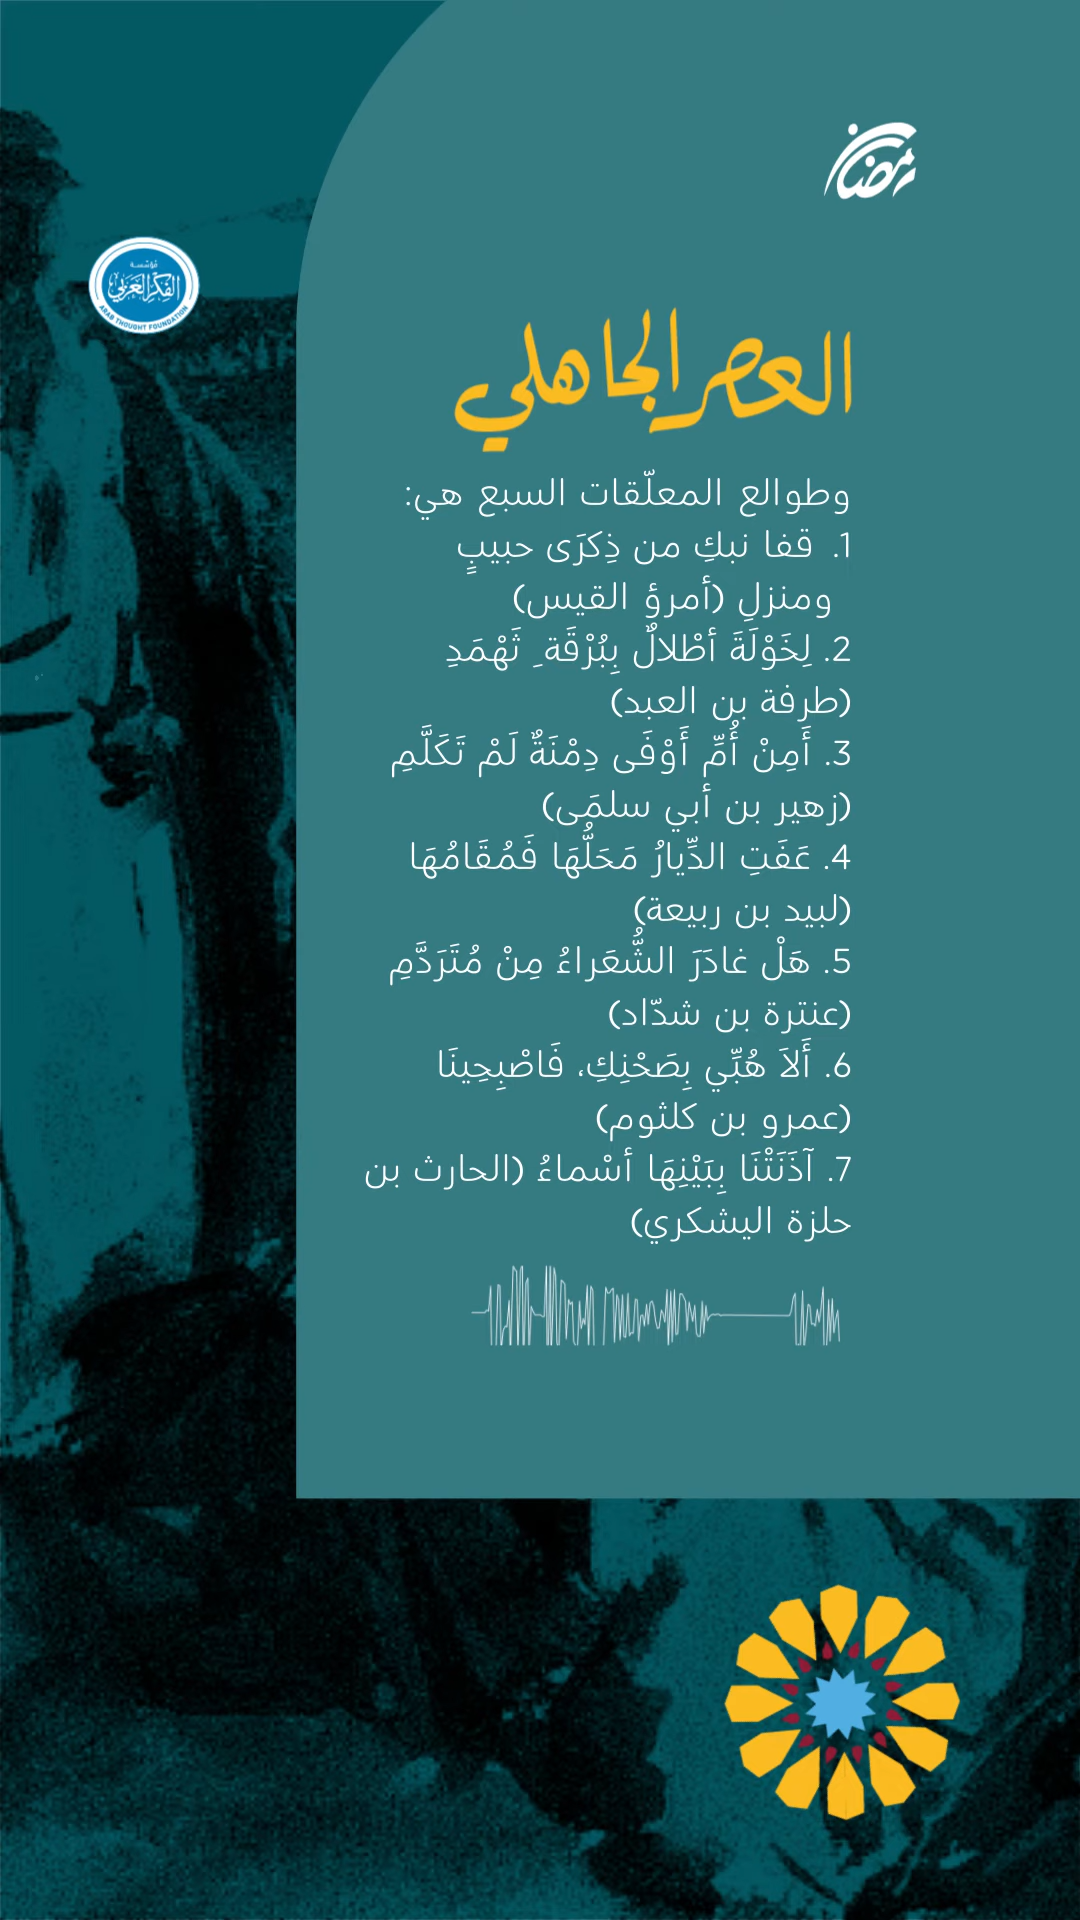 رمضان
مؤسسة
الفكر العربي
ARAB THOUGHT FOUNDATION
العصر الجاهلي
وطوالع المعلّقات السبع هي:
1. قفا نبكِ من ذِكرَى حبيبٍ
ومنزلِ (أمرؤ القيس)
2. لِخَوْلَةَ أطْلالٌ بِبُرْقَة ِ ثَهْمَدِ
(طرفة بن العبد)
3. أَمِنْ أُمِّ أَوْفَى دِمْنَةٌ لَمْ تَكَلَّمِ
(زهير بن أبي سلمَى)
4. عَفَتِ الدِّيارُ مَحَلُّهَا فَمُقَامُهَا
(لبيد بن ربيعة)
5. هَلْ غادَرَ الشُّعَراءُ مِنْ مُتَرَدَّمِ
(عنترة بن شدّاد)
6. أَلاَ هُبِّي بِصَحْنِكِ، فَاصْبِحِينَا
(عمرو بن كلثوم)
7. آذَنَتْنَا بِبَيْنِهَا أسْماءُ (الحارث بن
حلزة اليشكري)